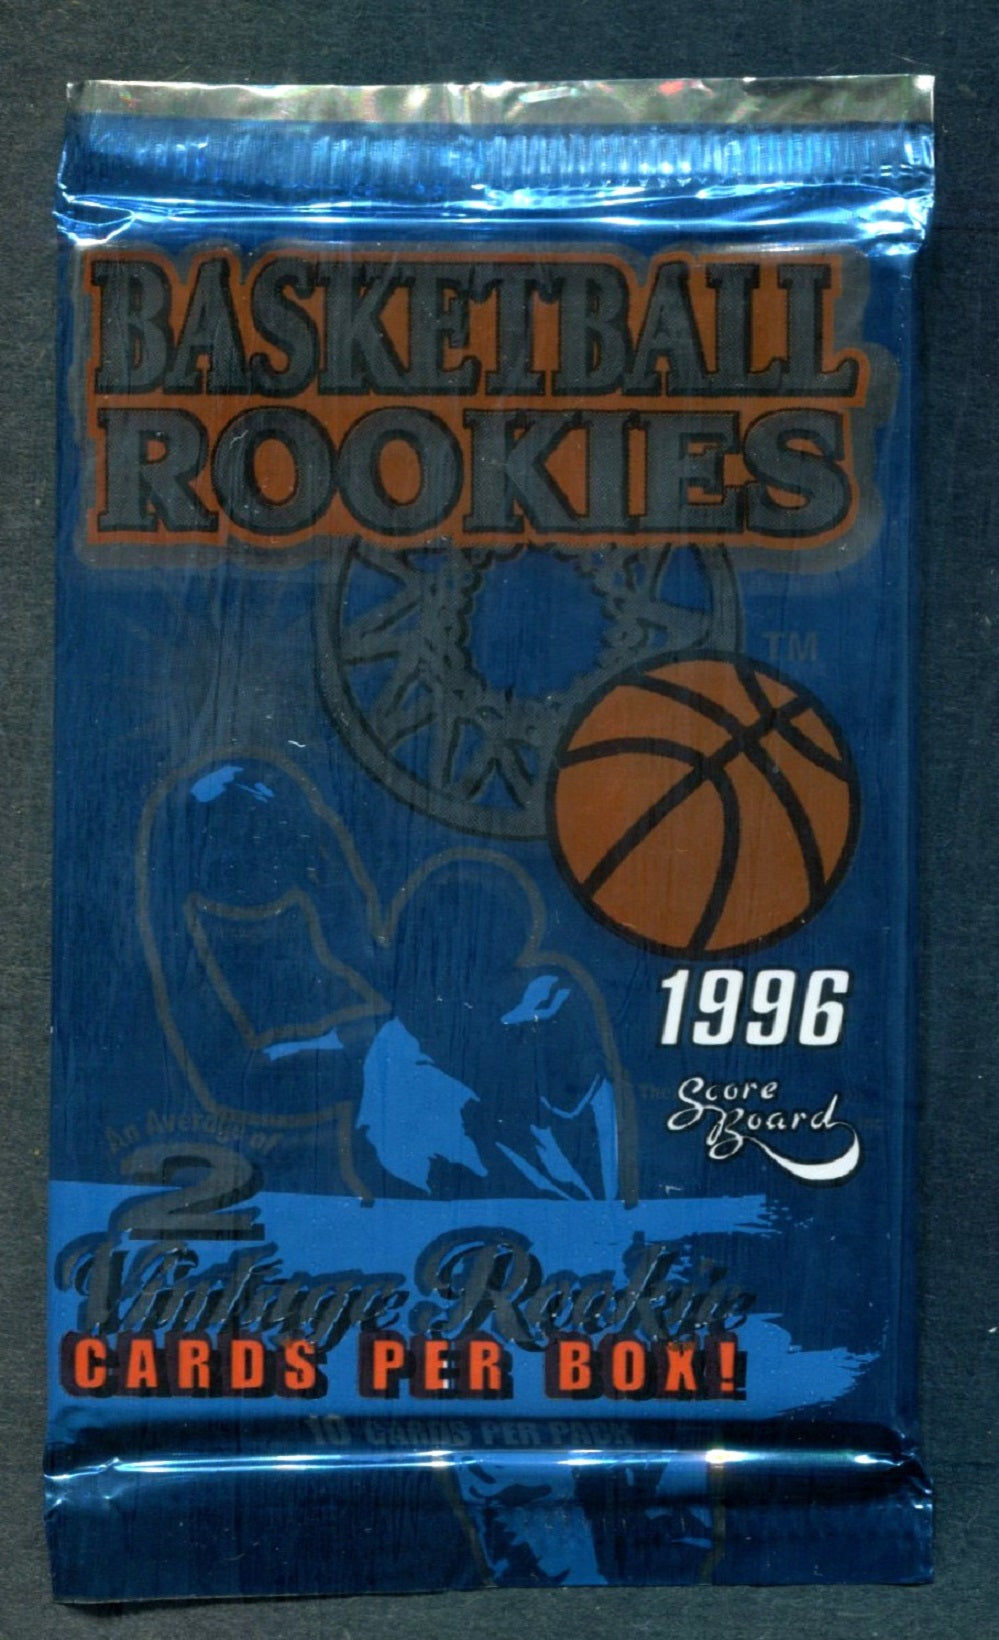 BASKETBALL
ROOKIES
TM
1996
The
Score
Board
An Average of
2
Vintage Rookie
CARDS PER BOX!
10 CARDS PER PACK